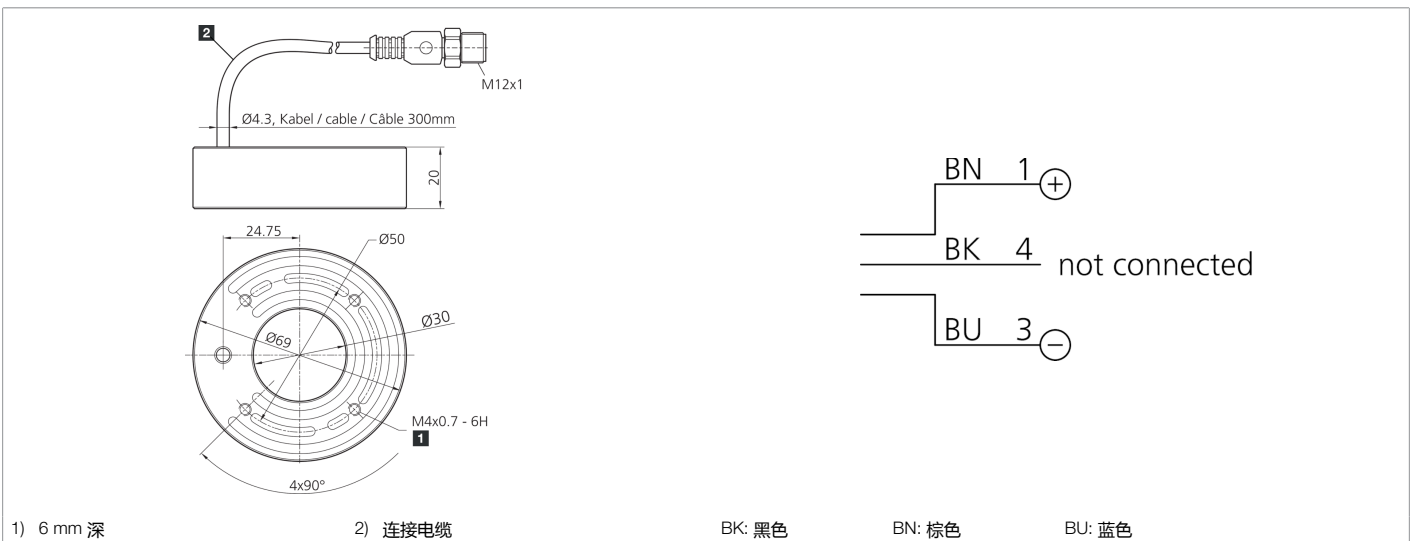 2
M12x1
Ø4.3, Kabel / cable / Câble 300mm
20
24.75
Ø50
Ø30
Ø69
M4x0.7 - 6H
1
4x90°
BN 1 +
BK 4 not connected
BU 3 −
1) 6 mm 深 2) 连接电缆 BK: 黑色 BN: 棕色 BU: 蓝色